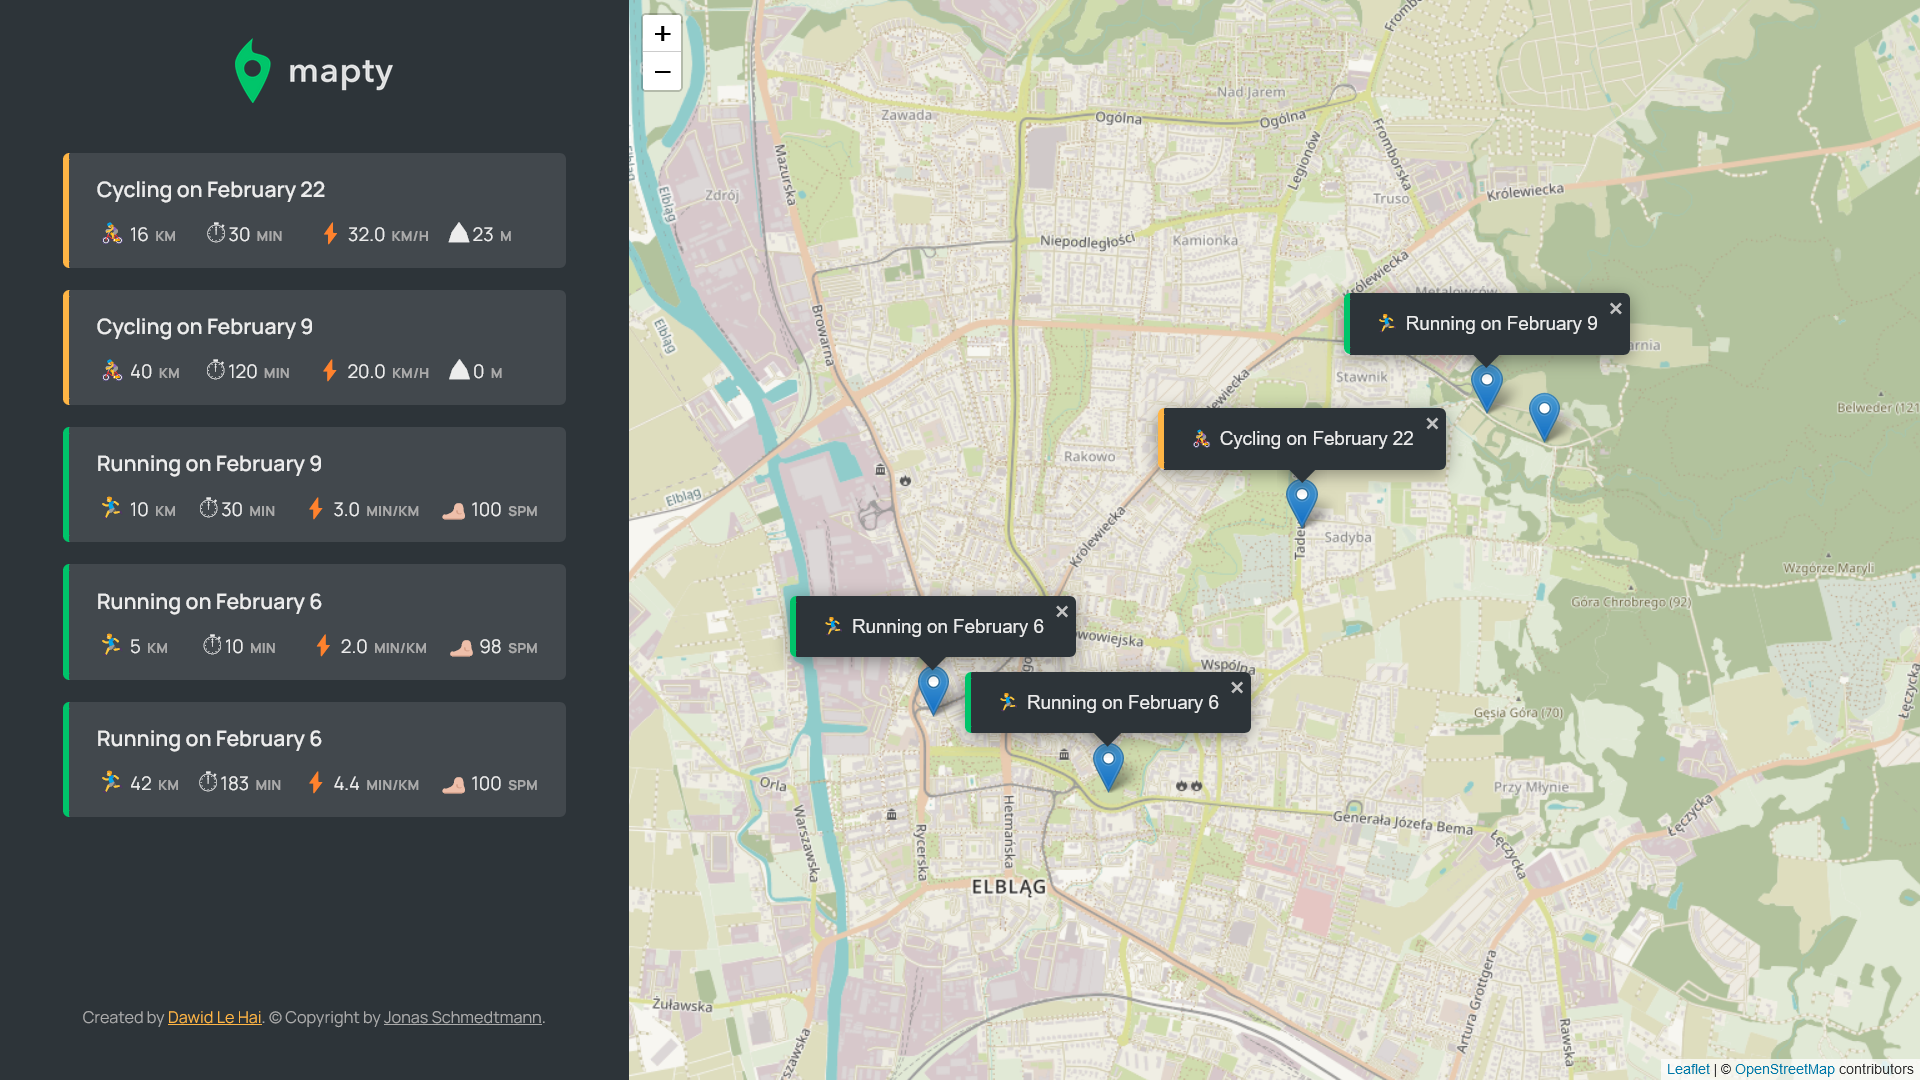 mapty
Cycling on February 22
16 KM 30 MIN 32.0 KM/H 23 M
Cycling on February 9
40 KM 120 MIN 20.0 KM/H 0 M
Running on February 9
10 KM 30 MIN 3.0 MIN/KM 100 SPM
Running on February 6
5 KM 10 MIN 2.0 MIN/KM 98 SPM
Running on February 6
42 KM 183 MIN 4.4 MIN/KM 100 SPM
Created by Dawid Le Hai. © Copyright by Jonas Schmedtmann.
+
−
Nad Jarem
Zawada
Ogólna
Ogólna
Fromborska
Legionów
Mazurska
Elbląg
Zdrój
Truso
Królewiecka
Niepodległości
Kamionka
Królewiecka
Browarna
Elbląg
Running on February 9
×
Stawnik
Belweder (121
Cycling on February 22
×
Rakowo
Elbląg
Królewiecka
Sadyba
Wzgórze Maryli
Góra Chrobrego (92)
Running on February 6
×
Wspólna
Running on February 6
×
Łęczycka
Gęsia Góra (70)
Orla
Przy Młynie
Warszawska
Rycerska
Hetmańska
Generała Józefa Bema
Łęczycka
Łęczycka
ELBLĄG
Żuławska
Artura Grottgera
Rawska
Leaflet | © OpenStreetMap contributors